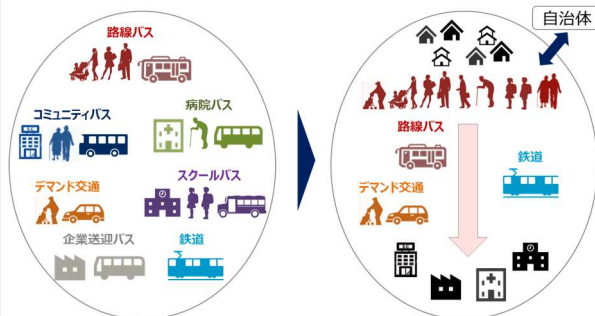 路線バス
コミュニティバス
病院バス
デマンド交通
スクールバス
企業送迎バス
鉄道
自治体
路線バス
鉄道
デマンド交通